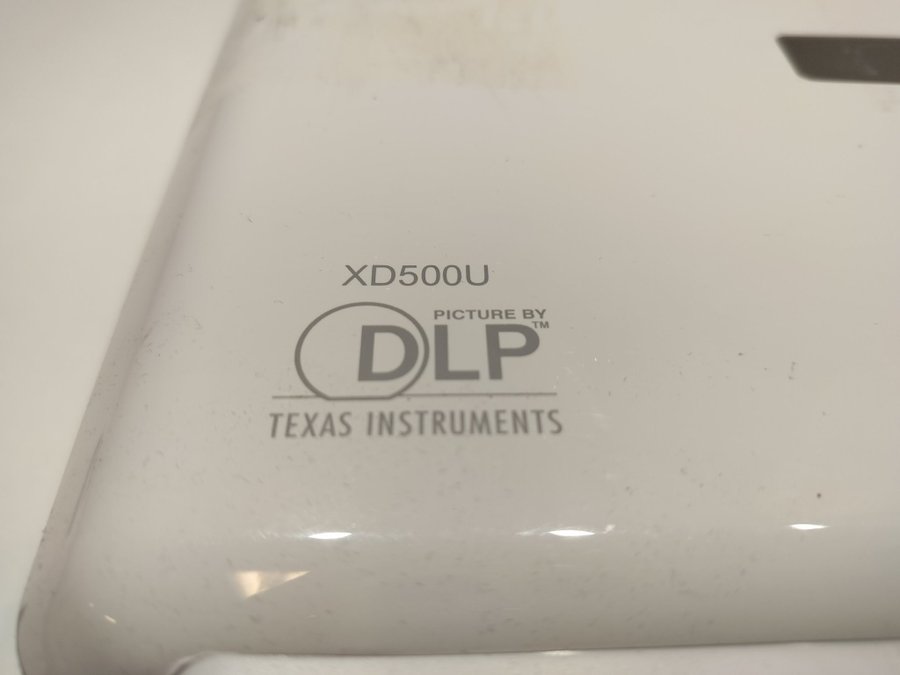 XD500U
PICTURE BY
DLP™
TEXAS INSTRUMENTS